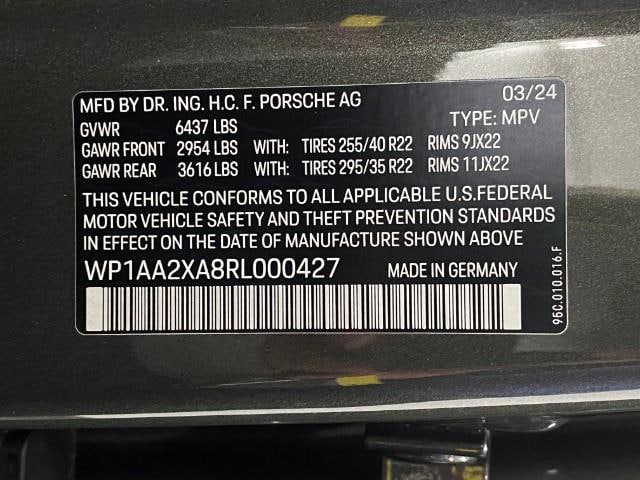 MFD BY DR. ING. H.C. F. PORSCHE AG 03/24
GVWR 6437 LBS TYPE: MPV
GAWR FRONT 2954 LBS WITH: TIRES 255/40 R22 RIMS 9JX22
GAWR REAR 3616 LBS WITH: TIRES 295/35 R22 RIMS 11JX22
THIS VEHICLE CONFORMS TO ALL APPLICABLE U.S.FEDERAL
MOTOR VEHICLE SAFETY AND THEFT PREVENTION STANDARDS
IN EFFECT ON THE DATE OF MANUFACTURE SHOWN ABOVE
WP1AA2XA8RL000427 MADE IN GERMANY
95C.010.016.F